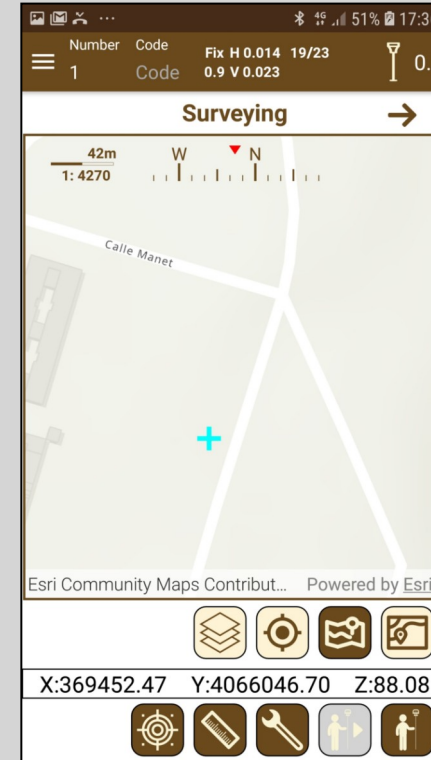 4G 51% 17:3
Number Code Fix H 0.014 19/23
1 Code 0.9 V 0.023 0.
Surveying
42m W N
1: 4270
Calle Manet
Esri Community Maps Contribut... Powered by Esri
X:369452.47 Y:4066046.70 Z:88.08